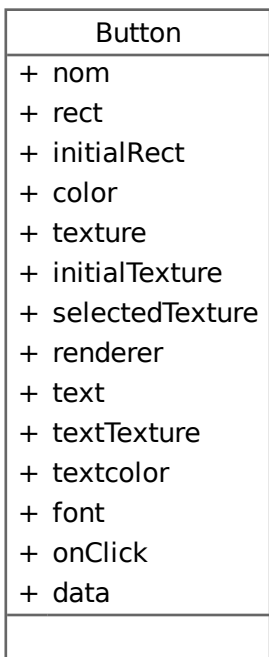 Button
+ nom
+ rect
+ initialRect
+ color
+ texture
+ initialTexture
+ selectedTexture
+ renderer
+ text
+ textTexture
+ textcolor
+ font
+ onClick
+ data